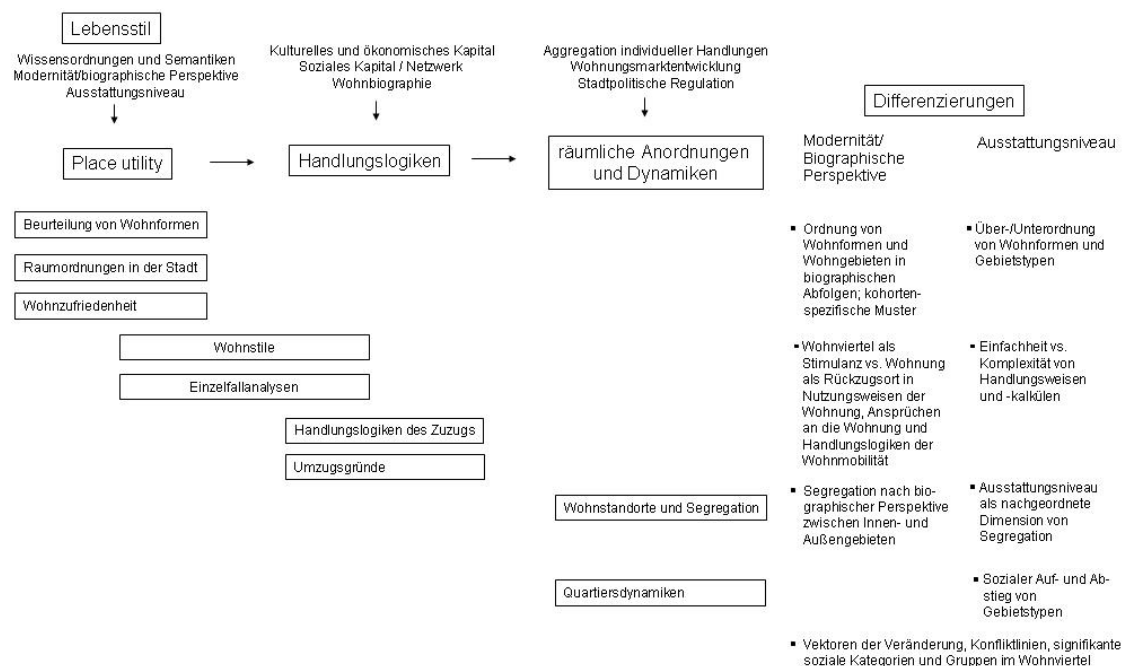 Lebensstil
Wissensordnungen und Semantiken
Modernität/biographische Perspektive
Ausstattungsniveau
Kulturelles und ökonomisches Kapital
Soziales Kapital / Netzwerk
Wohnbiographie
Aggregation individueller Handlungen
Wohnungsmarktentwicklung
Stadtpolitische Regulation
Differenzierungen
Place utility
Handlungslogiken
räumliche Anordnungen
und Dynamiken
Modernität/
Biographische
Perspektive
Ausstattungsniveau
Beurteilung von Wohnformen
Raumordnungen in der Stadt
Wohnzufriedenheit
▪ Ordnung von
Wohnformen und
Wohngebieten in
biographischen
Abfolgen; kohorten-
spezifische Muster
▪ Über-/Unterordnung
von Wohnformen und
Gebietstypen
Wohnstile
Einzelfallanalysen
Handlungslogiken des Zuzugs
Umzugsgründe
▪ Wohnviertel als
Stimulanz vs. Wohnung
als Rückzugsort in
Nutzungsweisen der
Wohnung, Ansprüchen
an die Wohnung und
Handlungslogiken der
Wohnmobilität
▪ Einfachheit vs.
Komplexität von
Handlungsweisen
und -kalkülen
Wohnstandorte und Segregation
▪ Segregation nach bio-
graphischer Perspektive
zwischen Innen- und
Außengebieten
▪ Ausstattungsniveau
als nachgeordnete
Dimension von
Segregation
Quartiersdynamiken
▪ Sozialer Auf- und Ab-
stieg von
Gebietstypen
▪ Vektoren der Veränderung, Konfliktlinien, signifikante
soziale Kategorien und Gruppen im Wohnviertel